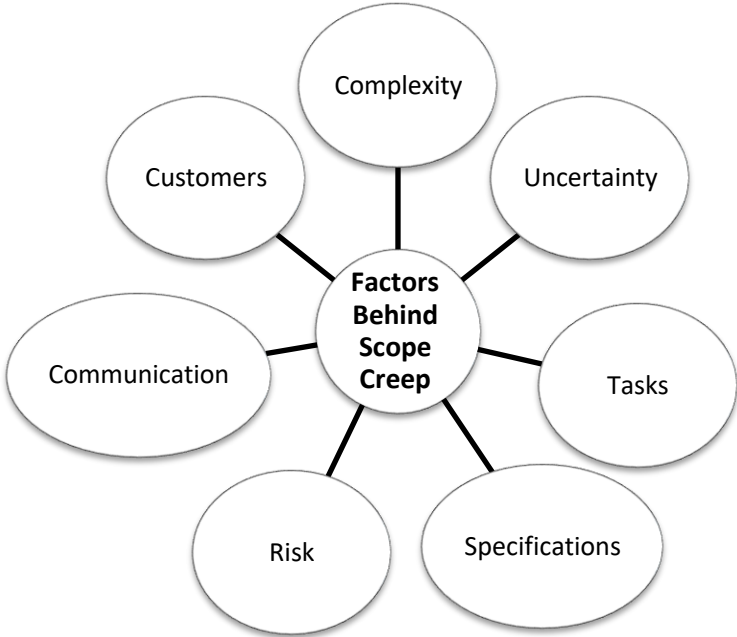 Complexity
Customers
Uncertainty
Factors
Behind
Scope
Creep
Communication
Tasks
Risk
Specifications